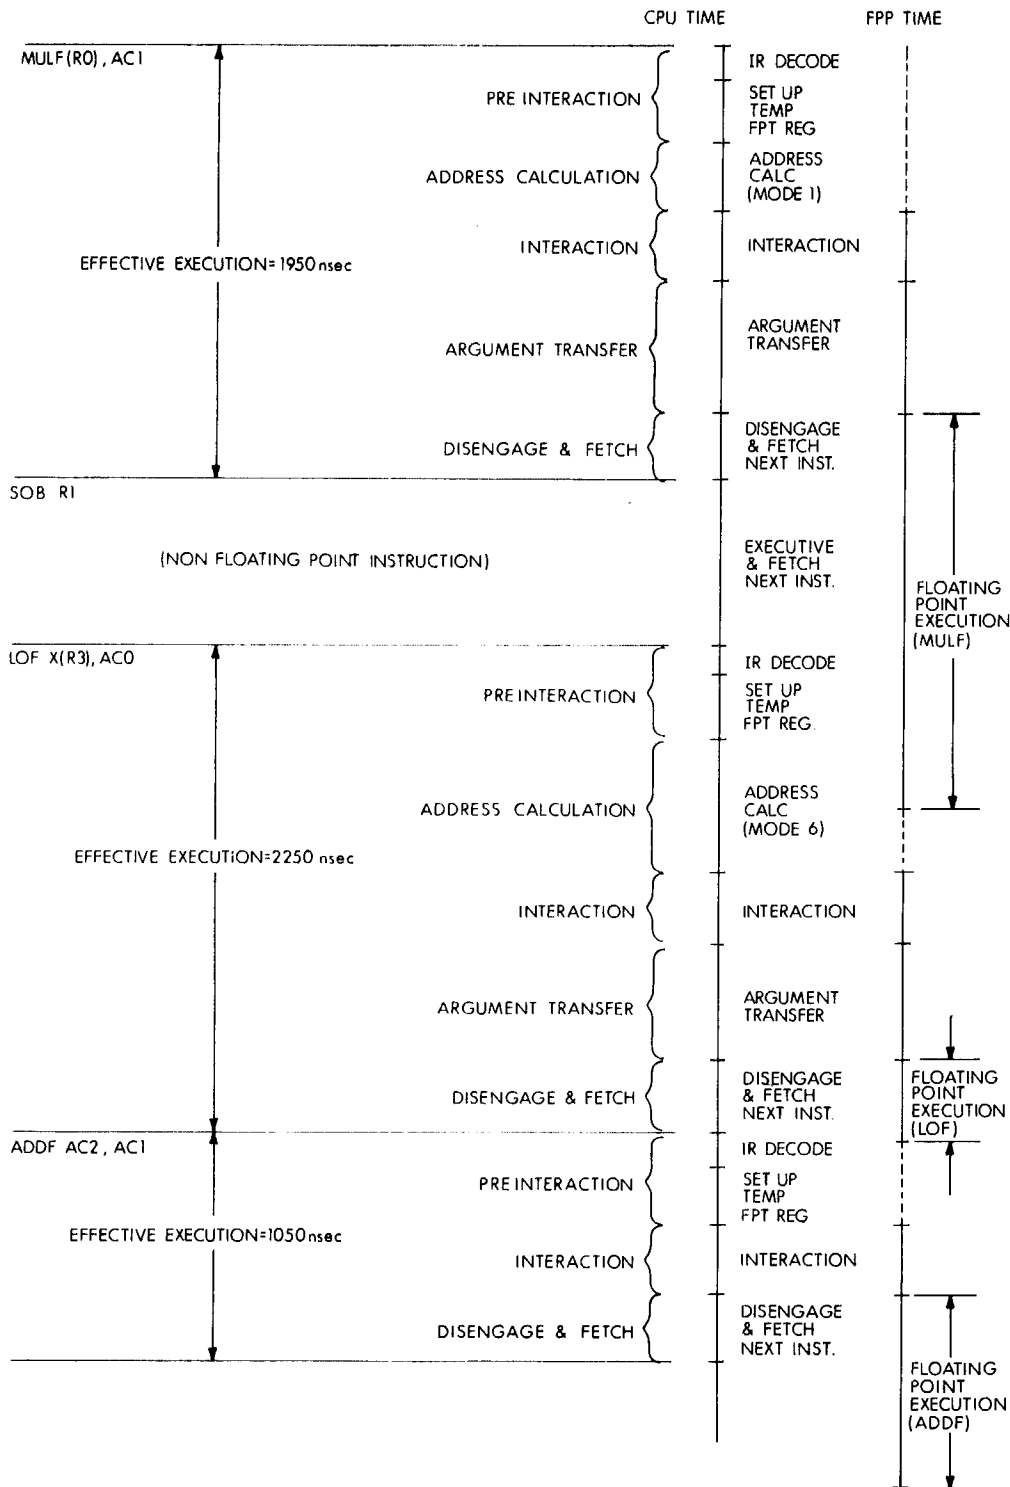 CPU TIME
FPP TIME
MULF(R0), AC1
IR DECODE
PRE INTERACTION
SET UP
TEMP
FPT REG
ADDRESS CALCULATION
ADDRESS
CALC
(MODE 1)
INTERACTION
INTERACTION
EFFECTIVE EXECUTION=1950 nsec
ARGUMENT TRANSFER
ARGUMENT
TRANSFER
DISENGAGE & FETCH
DISENGAGE
& FETCH
NEXT INST.
SOB R1
(NON FLOATING POINT INSTRUCTION)
EXECUTIVE
& FETCH
NEXT INST.
FLOATING
POINT
EXECUTION
(MULF)
LOF X(R3), AC0
IR DECODE
PRE INTERACTION
SET UP
TEMP
FPT REG.
ADDRESS CALCULATION
ADDRESS
CALC
(MODE 6)
EFFECTIVE EXECUTION=2250 nsec
INTERACTION
INTERACTION
ARGUMENT TRANSFER
ARGUMENT
TRANSFER
DISENGAGE & FETCH
DISENGAGE
& FETCH
NEXT INST.
FLOATING
POINT
EXECUTION
(LOF)
ADDF AC2, AC1
IR DECODE
PRE INTERACTION
SET UP
TEMP
FPT REG
EFFECTIVE EXECUTION=1050 nsec
INTERACTION
INTERACTION
DISENGAGE & FETCH
DISENGAGE
& FETCH
NEXT INST.
FLOATING
POINT
EXECUTION
(ADDF)